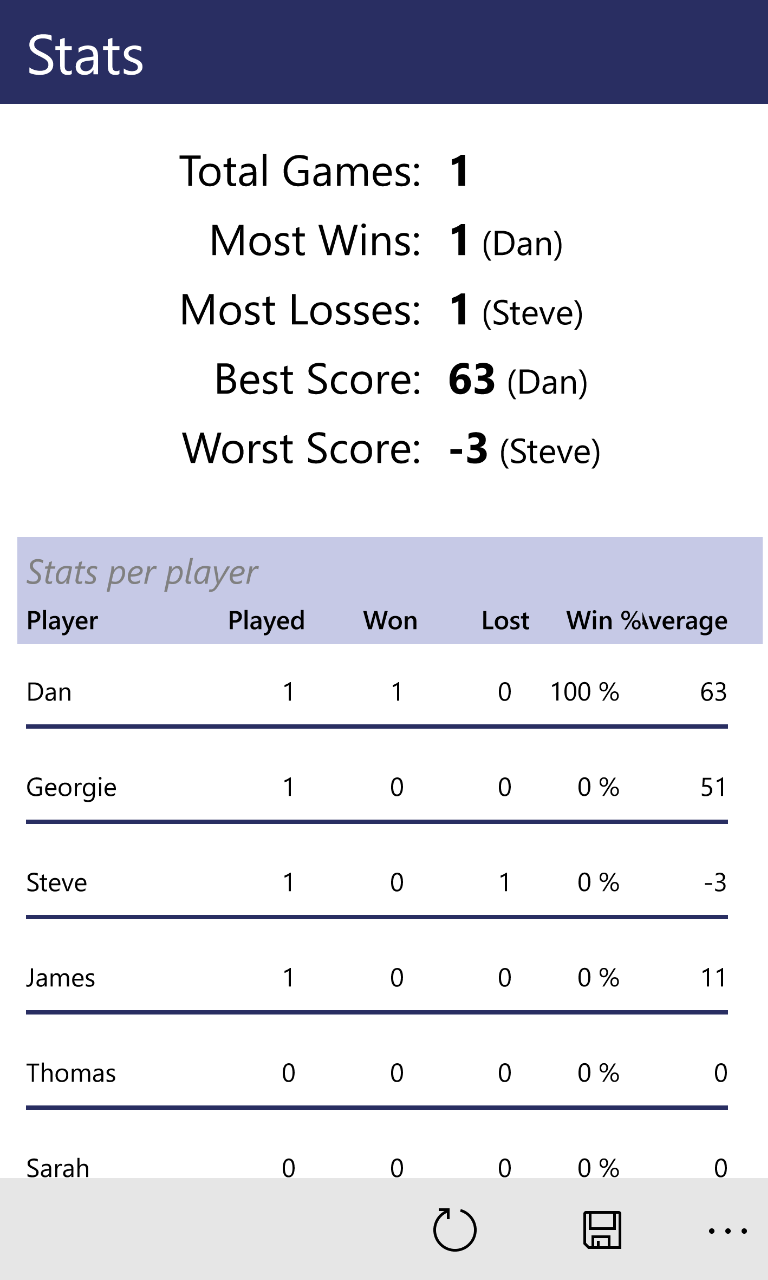 Stats
Total Games: 1
Most Wins: 1 (Dan)
Most Losses: 1 (Steve)
Best Score: 63 (Dan)
Worst Score: -3 (Steve)
Stats per player
Player Played Won Lost Win % Average
Dan 1 1 0 100 % 63
Georgie 1 0 0 0 % 51
Steve 1 0 1 0 % -3
James 1 0 0 0 % 11
Thomas 0 0 0 0 % 0
Sarah 0 0 0 0 % 0